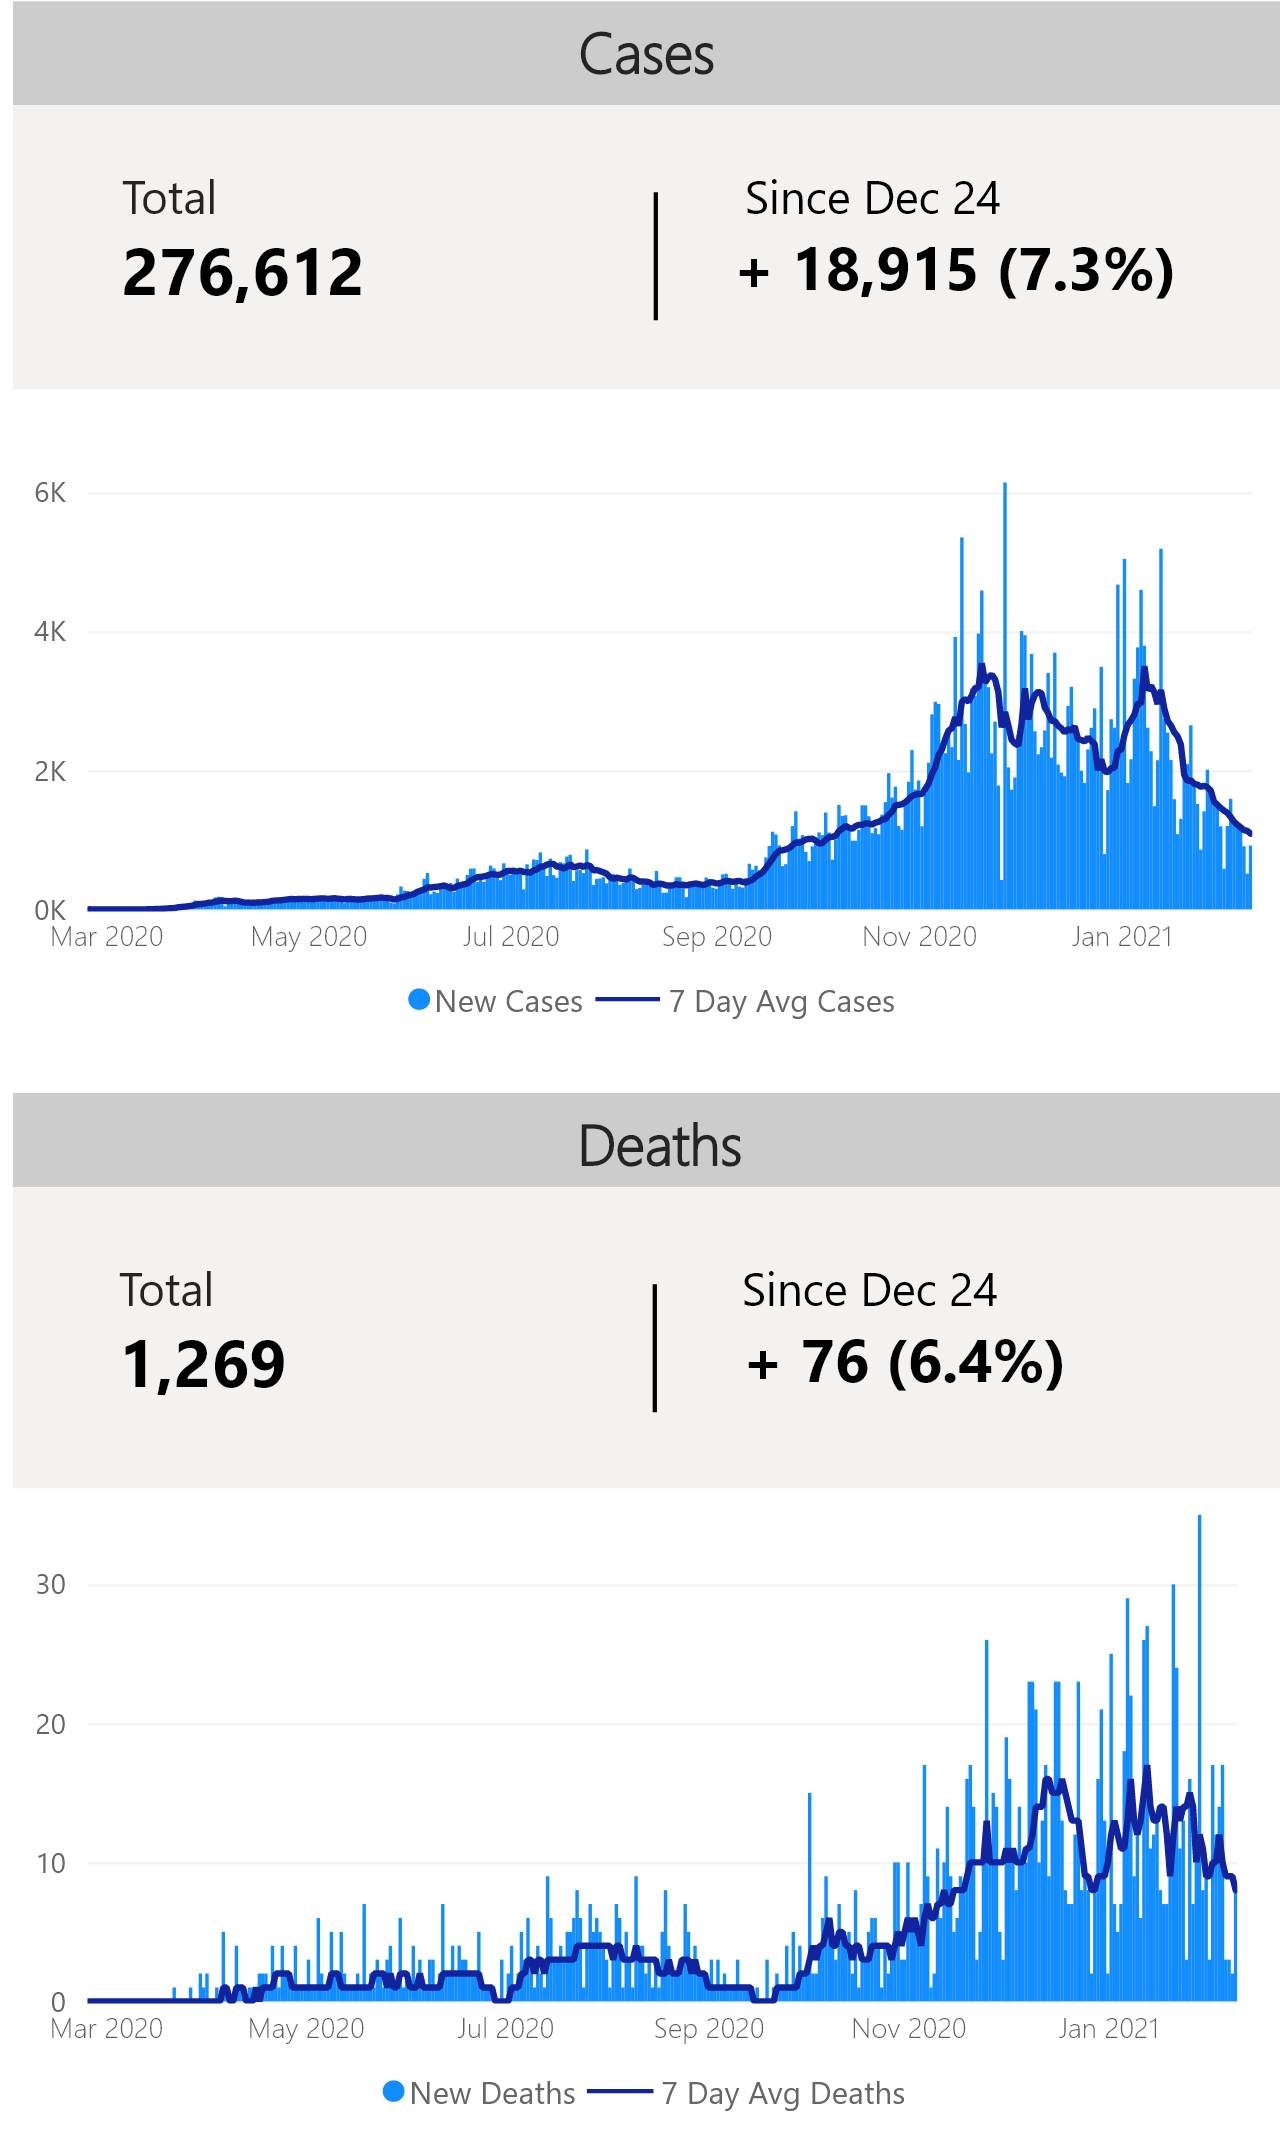 Cases
Total
Since Dec 24
276,612
+ 18,915 (7.3%)
6K
4K
2K
0K
Mar 2020 May 2020 Jul 2020 Sep 2020 Nov 2020 Jan 2021
New Cases 7 Day Avg Cases
Deaths
Total
Since Dec 24
1,269
+ 76 (6.4%)
30
20
10
0
Mar 2020 May 2020 Jul 2020 Sep 2020 Nov 2020 Jan 2021
New Deaths 7 Day Avg Deaths